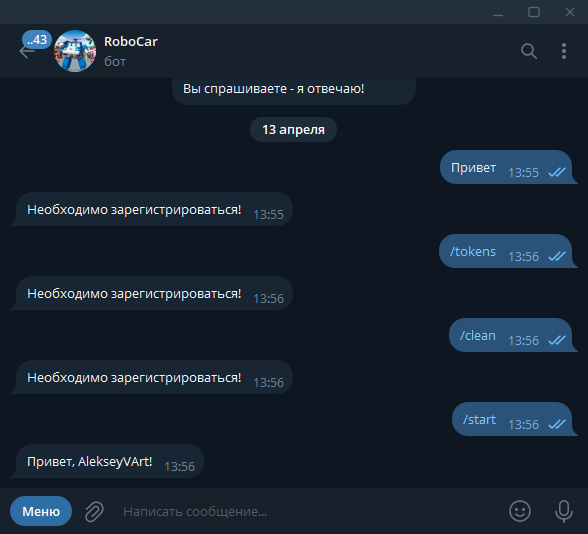 ..43
RoboCar
бот
Вы спрашиваете - я отвечаю!
13 апреля
Привет 13:55
Необходимо зарегистрироваться! 13:55
/tokens 13:56
Необходимо зарегистрироваться! 13:56
/clean 13:56
Необходимо зарегистрироваться! 13:56
/start 13:56
Привет, AlekseyVArt! 13:56
Меню
Написать сообщение...